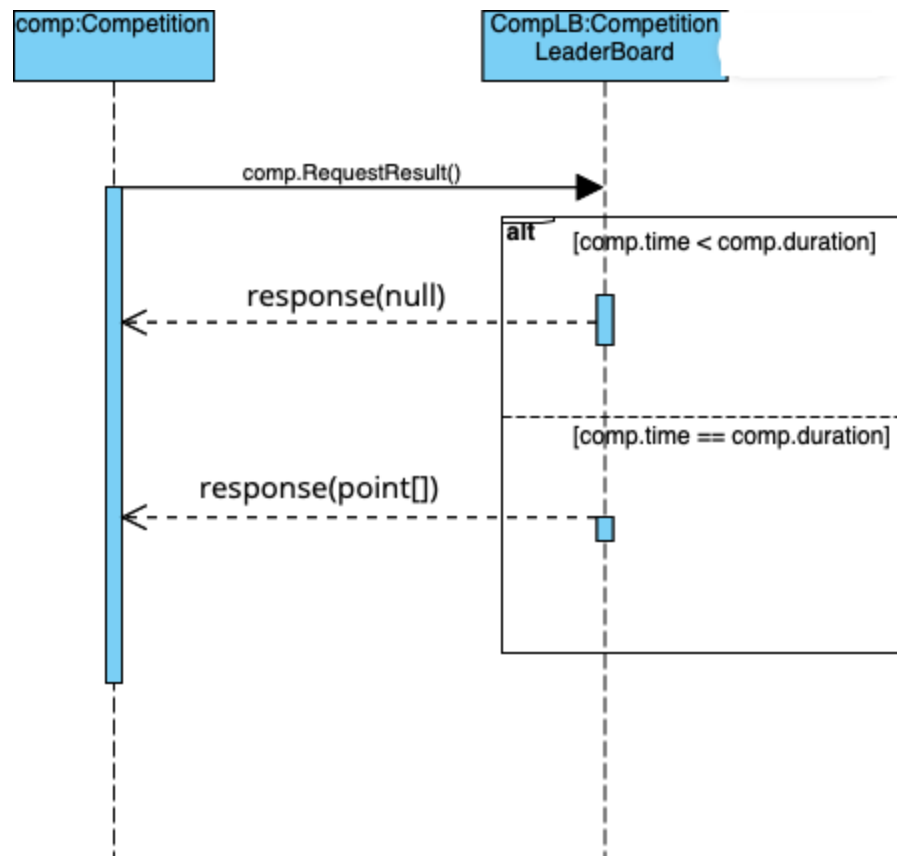 comp:Competition
CompLB:Competition
LeaderBoard
comp.RequestResult()
alt
[comp.time < comp.duration]
response(null)
[comp.time == comp.duration]
response(point[])